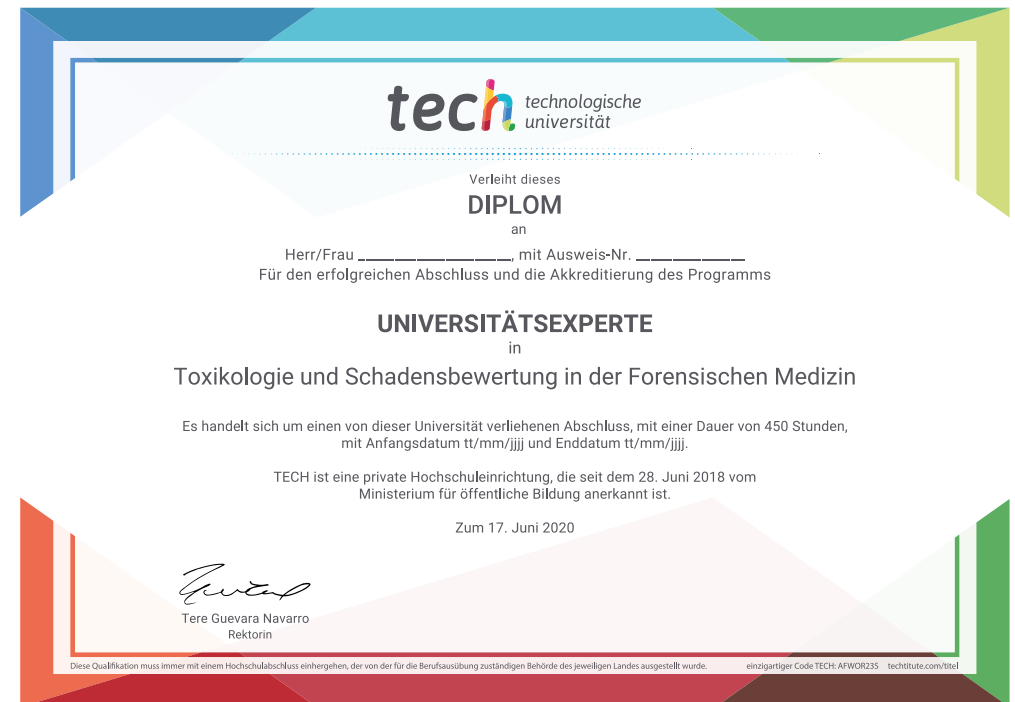 tech technologische
universität
Verleiht dieses
DIPLOM
an
Herr/Frau ____________________, mit Ausweis-Nr. ______________
Für den erfolgreichen Abschluss und die Akkreditierung des Programms
UNIVERSITÄTSEXPERTE
in
Toxikologie und Schadensbewertung in der Forensischen Medizin
Es handelt sich um einen von dieser Universität verliehenen Abschluss, mit einer Dauer von 450 Stunden,
mit Anfangsdatum tt/mm/jjjj und Enddatum tt/mm/jjjj.
TECH ist eine private Hochschuleinrichtung, die seit dem 28. Juni 2018 vom
Ministerium für öffentliche Bildung anerkannt ist.
Zum 17. Juni 2020
Tere Guevara Navarro
Rektorin
Diese Qualifikation muss immer mit einem Hochschulabschluss einhergehen, der von der für die Berufsausübung zuständigen Behörde des jeweiligen Landes ausgestellt wurde. einzigartiger Code TECH: AFWOR23S techtitute.com/titel